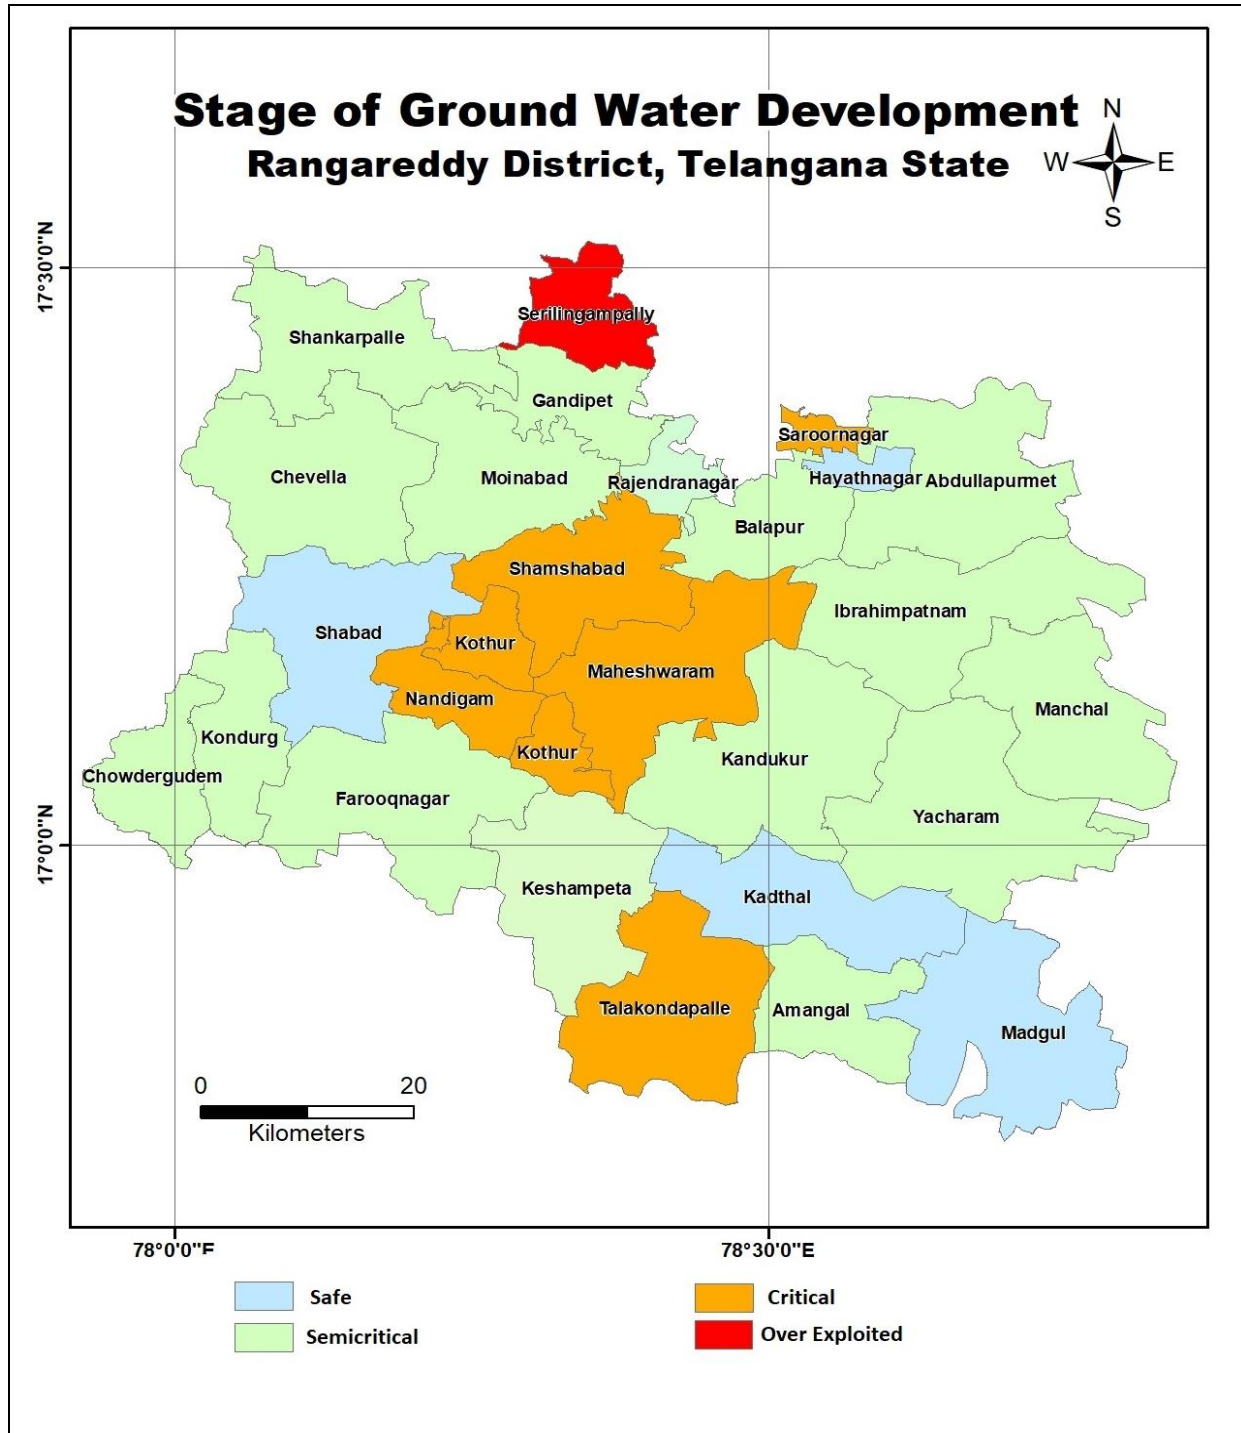 Stage of Ground Water Development
Rangareddy District, Telangana State
N
W E
S
17°30'0"N
Serilingampally
Shankarpalle
Gandipet
Saroornagar
Chevella
Moinabad
Rajendranagar
Hayathnagar
Abdullapurmet
Balapur
Shamshabad
Ibrahimpatnam
Shabad
Kothur
Maheshwaram
Nandigam
Manchal
Kondurg
Kothur
Kandukur
Chowdergudem
Farooqnagar
Yacharam
17°0'0"N
Keshampeta
Kadthal
Talakondapalle
Amangal
Madgul
0 20
Kilometers
78°0'0"E
78°30'0"E
Safe
Critical
Semicritical
Over Exploited